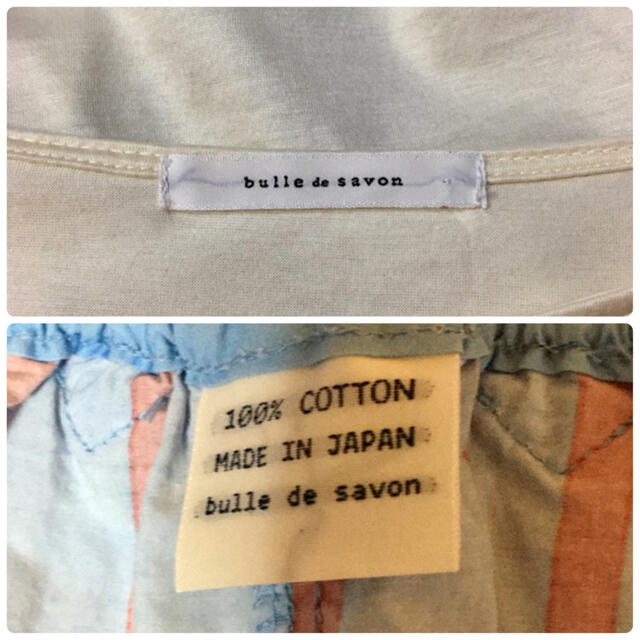 bulle de savon
100% COTTON
MADE IN JAPAN
bulle de savon